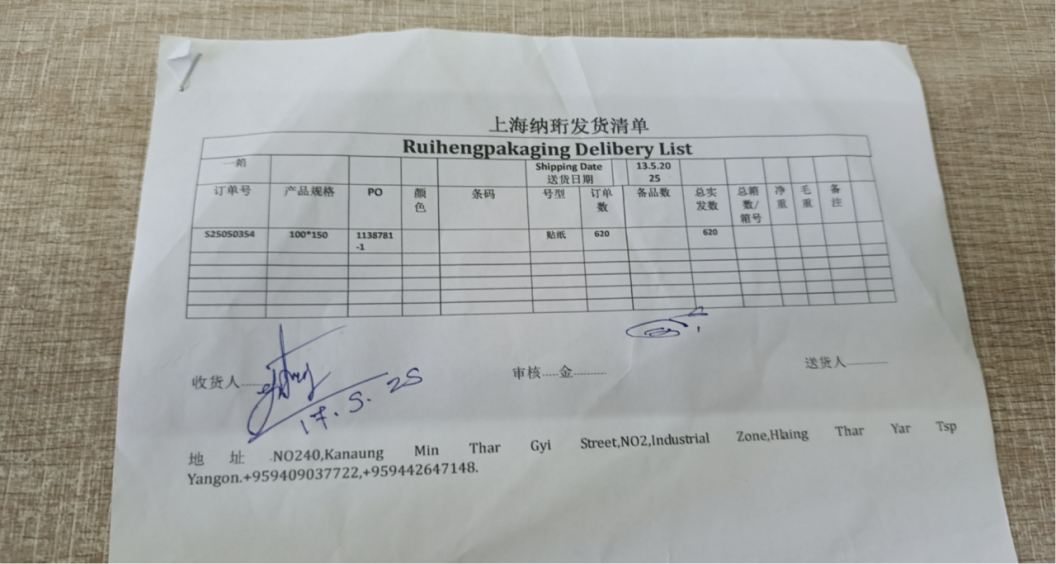 上海纳珩发货清单
Ruihengpakaging Delibery List
一厢 Shipping Date 送货日期 13.5.2025
订单号 产品规格 PO 颜色 条码 号型 订单数 备品数 总实发数 总箱数/箱号 净重 毛重 备注
S25050354 100*150 1138781-1 贴纸 620 620
收货人......... 审核.....金......... 送货人.........
17.5.25
地 址 .NO240,Kanaung Min Thar Gyi Street,NO2,Industrial Zone,Hlaing Thar Yar Tsp
Yangon.+959409037722,+959442647148.